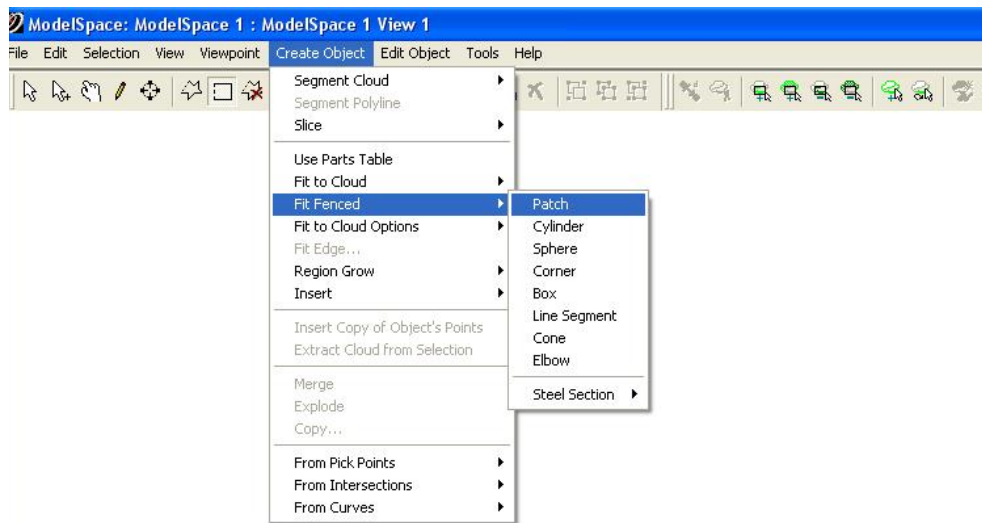 ModelSpace: ModelSpace 1 : ModelSpace 1 View 1
File Edit Selection View Viewpoint Create Object Edit Object Tools Help
Segment Cloud
Segment Polyline
Slice
Use Parts Table
Fit to Cloud
Fit Fenced
Fit to Cloud Options
Fit Edge...
Region Grow
Insert
Insert Copy of Object's Points
Extract Cloud from Selection
Merge
Explode
Copy...
From Pick Points
From Intersections
From Curves
Patch
Cylinder
Sphere
Corner
Box
Line Segment
Cone
Elbow
Steel Section